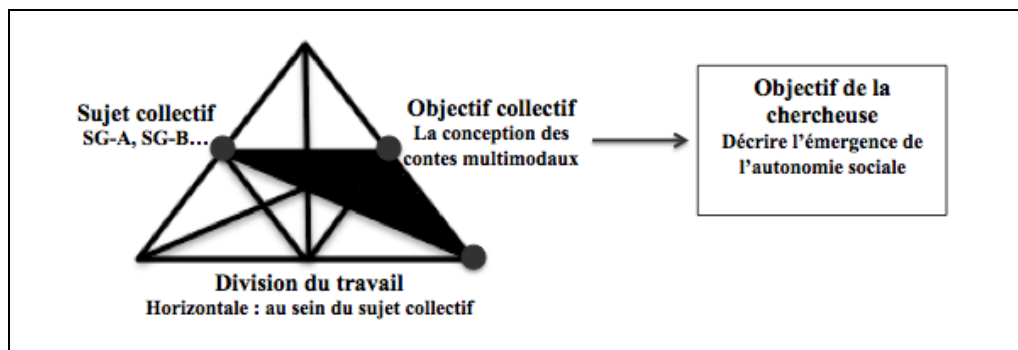 Sujet collectif
SG-A, SG-B…
Objectif collectif
La conception des
contes multimodaux
Objectif de la
chercheuse
Décrire l’émergence de
l’autonomie sociale
Division du travail
Horizontale : au sein du sujet collectif